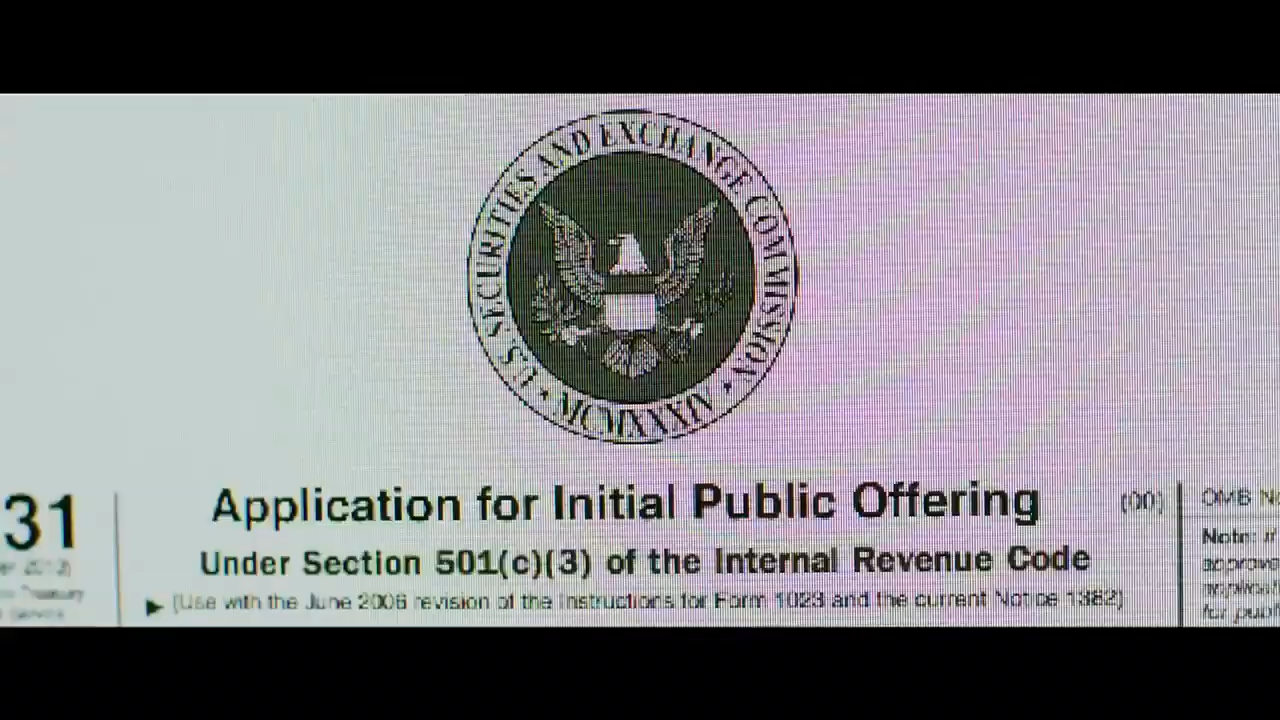 U.S. SECURITIES AND EXCHANGE COMMISSION
MCMXXXIV
31
Application for Initial Public Offering
(00)
OMB
Under Section 501(c)(3) of the Internal Revenue Code
Note:
(Use with the June 2006 revision of the Instructions for Form 1023 and the current Notice 1382)
for